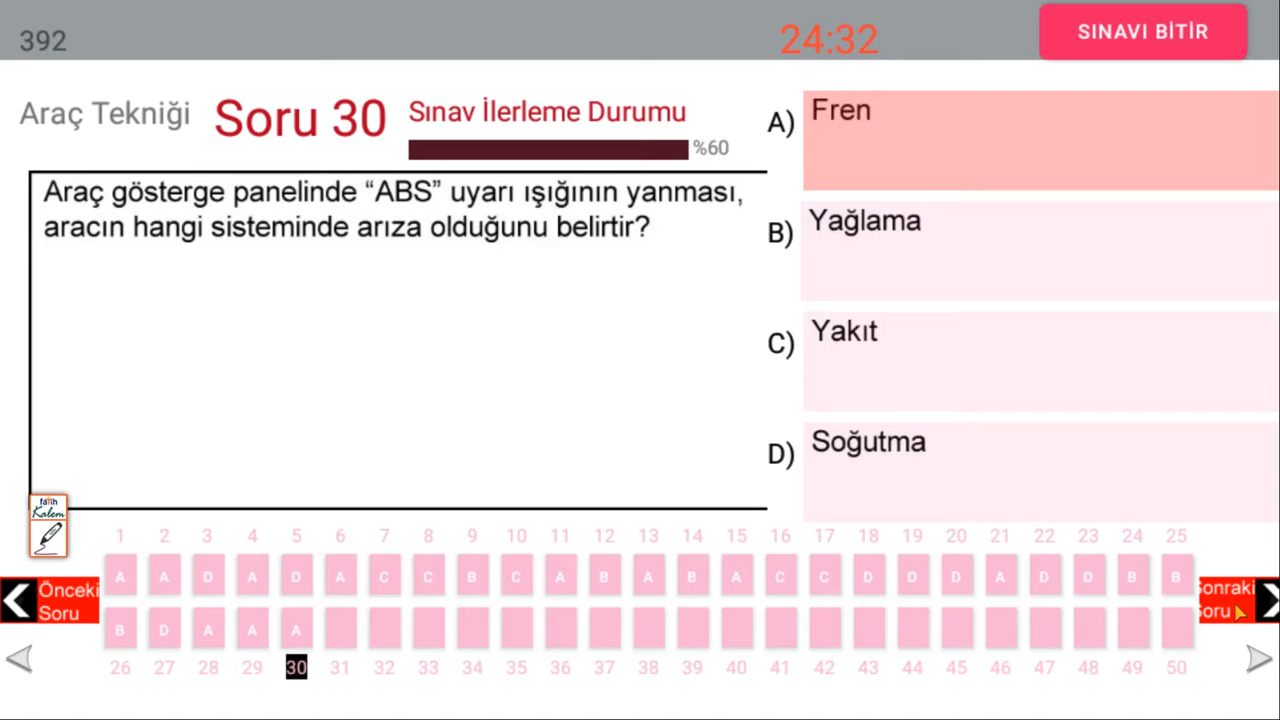 392
24:32
SINAVI BİTİR
Araç Tekniği
Soru 30
Sınav İlerleme Durumu
%60
Araç gösterge panelinde “ABS” uyarı ışığının yanması,
aracın hangi sisteminde arıza olduğunu belirtir?
A) Fren
B) Yağlama
C) Yakıt
D) Soğutma
fatih
Kalem
1 2 3 4 5 6 7 8 9 10 11 12 13 14 15 16 17 18 19 20 21 22 23 24 25
A A D A D A C C B C A B A B A C C D D D A D D B B
Önceki
Soru
Sonraki
Soru
B D A A A
26 27 28 29 30 31 32 33 34 35 36 37 38 39 40 41 42 43 44 45 46 47 48 49 50